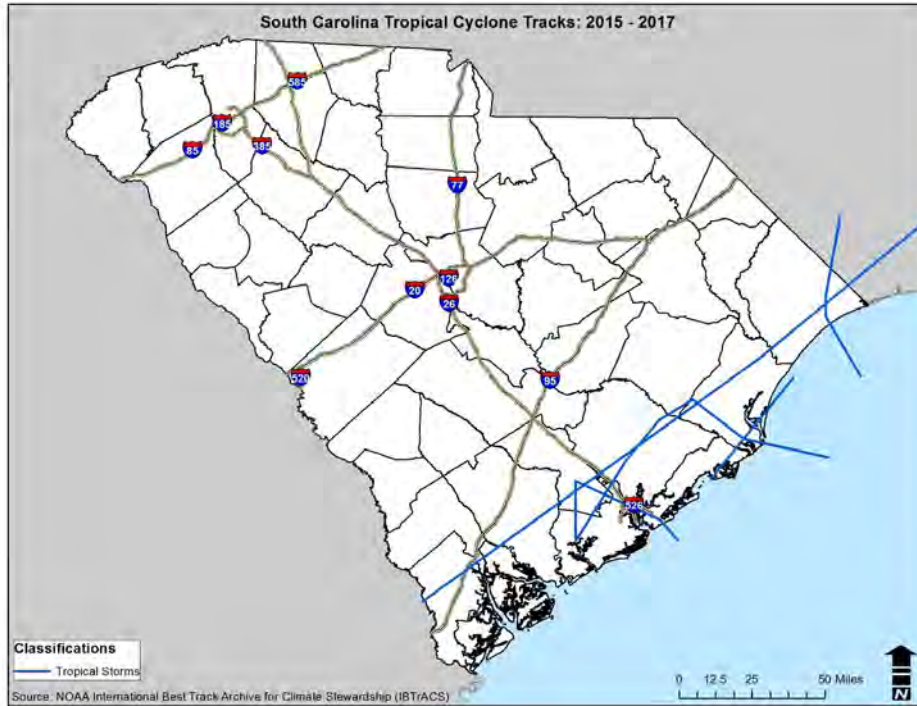 South Carolina Tropical Cyclone Tracks: 2015 - 2017
585
185
85
385
77
126
20
26
520
95
526
Classifications
Tropical Storms
Source: NOAA International Best Track Archive for Climate Stewardship (IBTrACS)
0 12.5 25 50 Miles
N